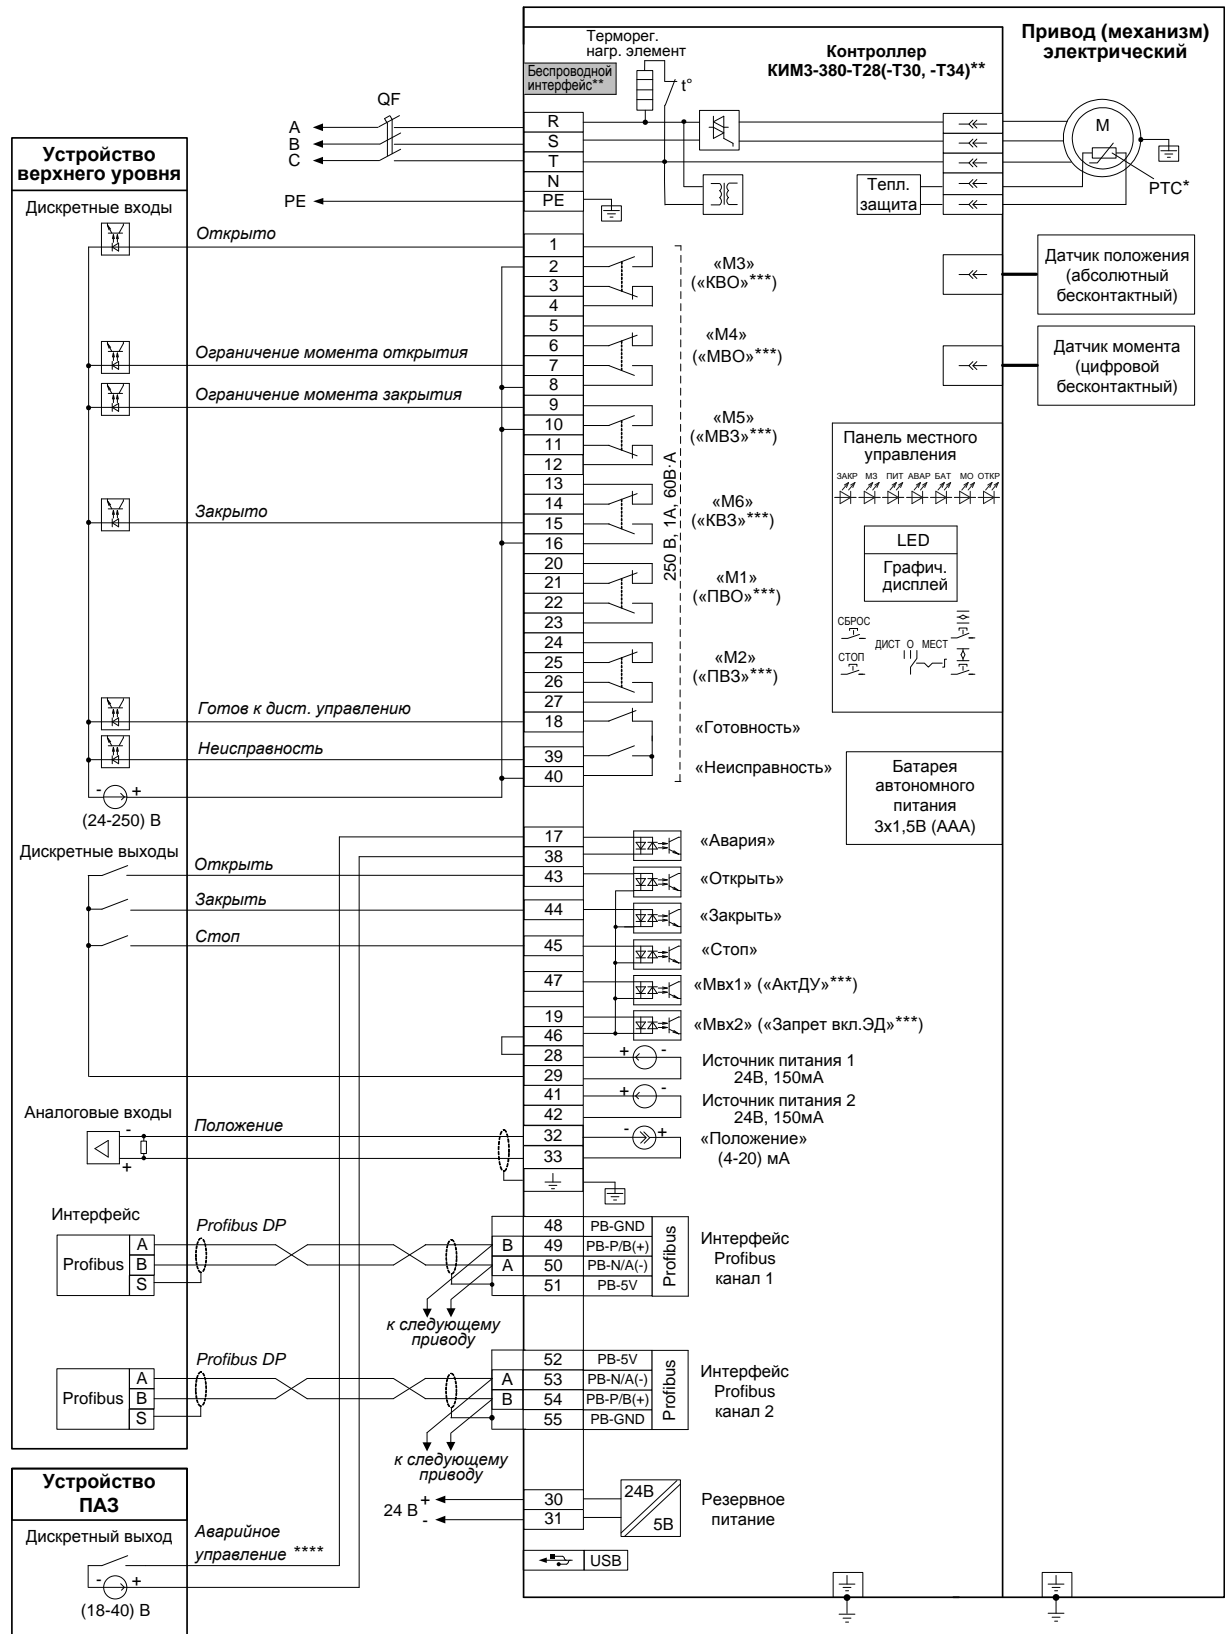 Привод (механизм)
электрический
Контроллер
КИМ3-380-Т28(-Т30, -Т34)**
Терморег.
нагр. элемент
t°
Беспроводной
интерфейс**
QF
A
B
C
PE
R
S
T
N
PE
Тепл.
защита
M
PTC*
Устройство
верхнего уровня
Дискретные входы
Открыто
Ограничение момента открытия
Ограничение момента закрытия
Закрыто
Готов к дист. управлению
Неисправность
- +
(24-250) В
1
2
3
4
5
6
7
8
9
10
11
12
13
14
15
16
20
21
22
23
24
25
26
27
18
39
40
«М3»
(«КВО»***)
«М4»
(«МВО»***)
«М5»
(«МВЗ»***)
«М6»
(«КВЗ»***)
«М1»
(«ПВО»***)
«М2»
(«ПВЗ»***)
«Готовность»
«Неисправность»
250 В, 1А, 60В·А
Датчик положения
(абсолютный
бесконтактный)
Датчик момента
(цифровой
бесконтактный)
Панель местного
управления
ЗАКР МЗ ПИТ АВАР БАТ МО ОТКР
LED
Графич.
дисплей
СБРОС
СТОП
ДИСТ О МЕСТ
Батарея
автономного
питания
3x1,5В (ААА)
Дискретные выходы
Открыть
Закрыть
Стоп
17
38
43
44
45
47
19
46
28
29
41
42
32
33
«Авария»
«Открыть»
«Закрыть»
«Стоп»
«Мвх1» («АктДУ»***)
«Мвх2» («Запрет вкл.ЭД»***)
+ -
Источник питания 1
24В, 150мА
+ -
Источник питания 2
24В, 150мА
- +
«Положение»
(4-20) мА
Аналоговые входы
Положение
-
+
Интерфейс
Profibus DP
Profibus
A
B
S
B
A
48 PB-GND
49 PB-P/B(+)
50 PB-N/A(-)
51 PB-5V
Profibus
Интерфейс
Profibus
канал 1
к следующему
приводу
Profibus DP
Profibus
A
B
S
A
B
52 PB-5V
53 PB-N/A(-)
54 PB-P/B(+)
55 PB-GND
Profibus
Интерфейс
Profibus
канал 2
к следующему
приводу
24 В
+
-
30
31
24В
5В
Резервное
питание
USB
Устройство
ПАЗ
Дискретный выход
Аварийное
управление ****
- +
(18-40) В